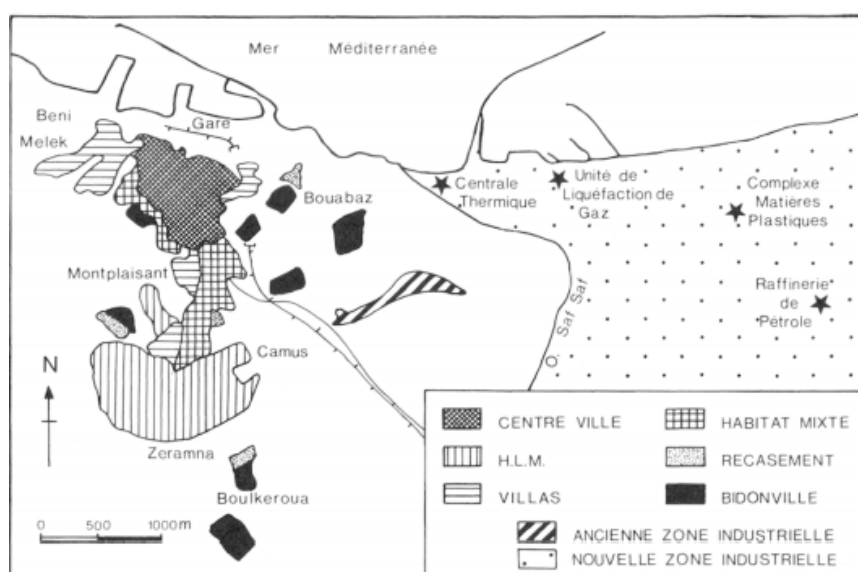 Mer Méditerranée
Beni
Melek
Gare
Bouabaz
Centrale
Thermique
Unité de
Liquéfaction de
Gaz
Complexe
Matières
Plastiques
Montplaisant
Raffinerie
de
Pétrole
O. Saf Saf
N
Camus
Zeramna
Boulkeroua
0 500 1000m
CENTRE VILLE
HABITAT MIXTE
H.L.M.
RECASEMENT
VILLAS
BIDONVILLE
ANCIENNE ZONE INDUSTRIELLE
NOUVELLE ZONE INDUSTRIELLE